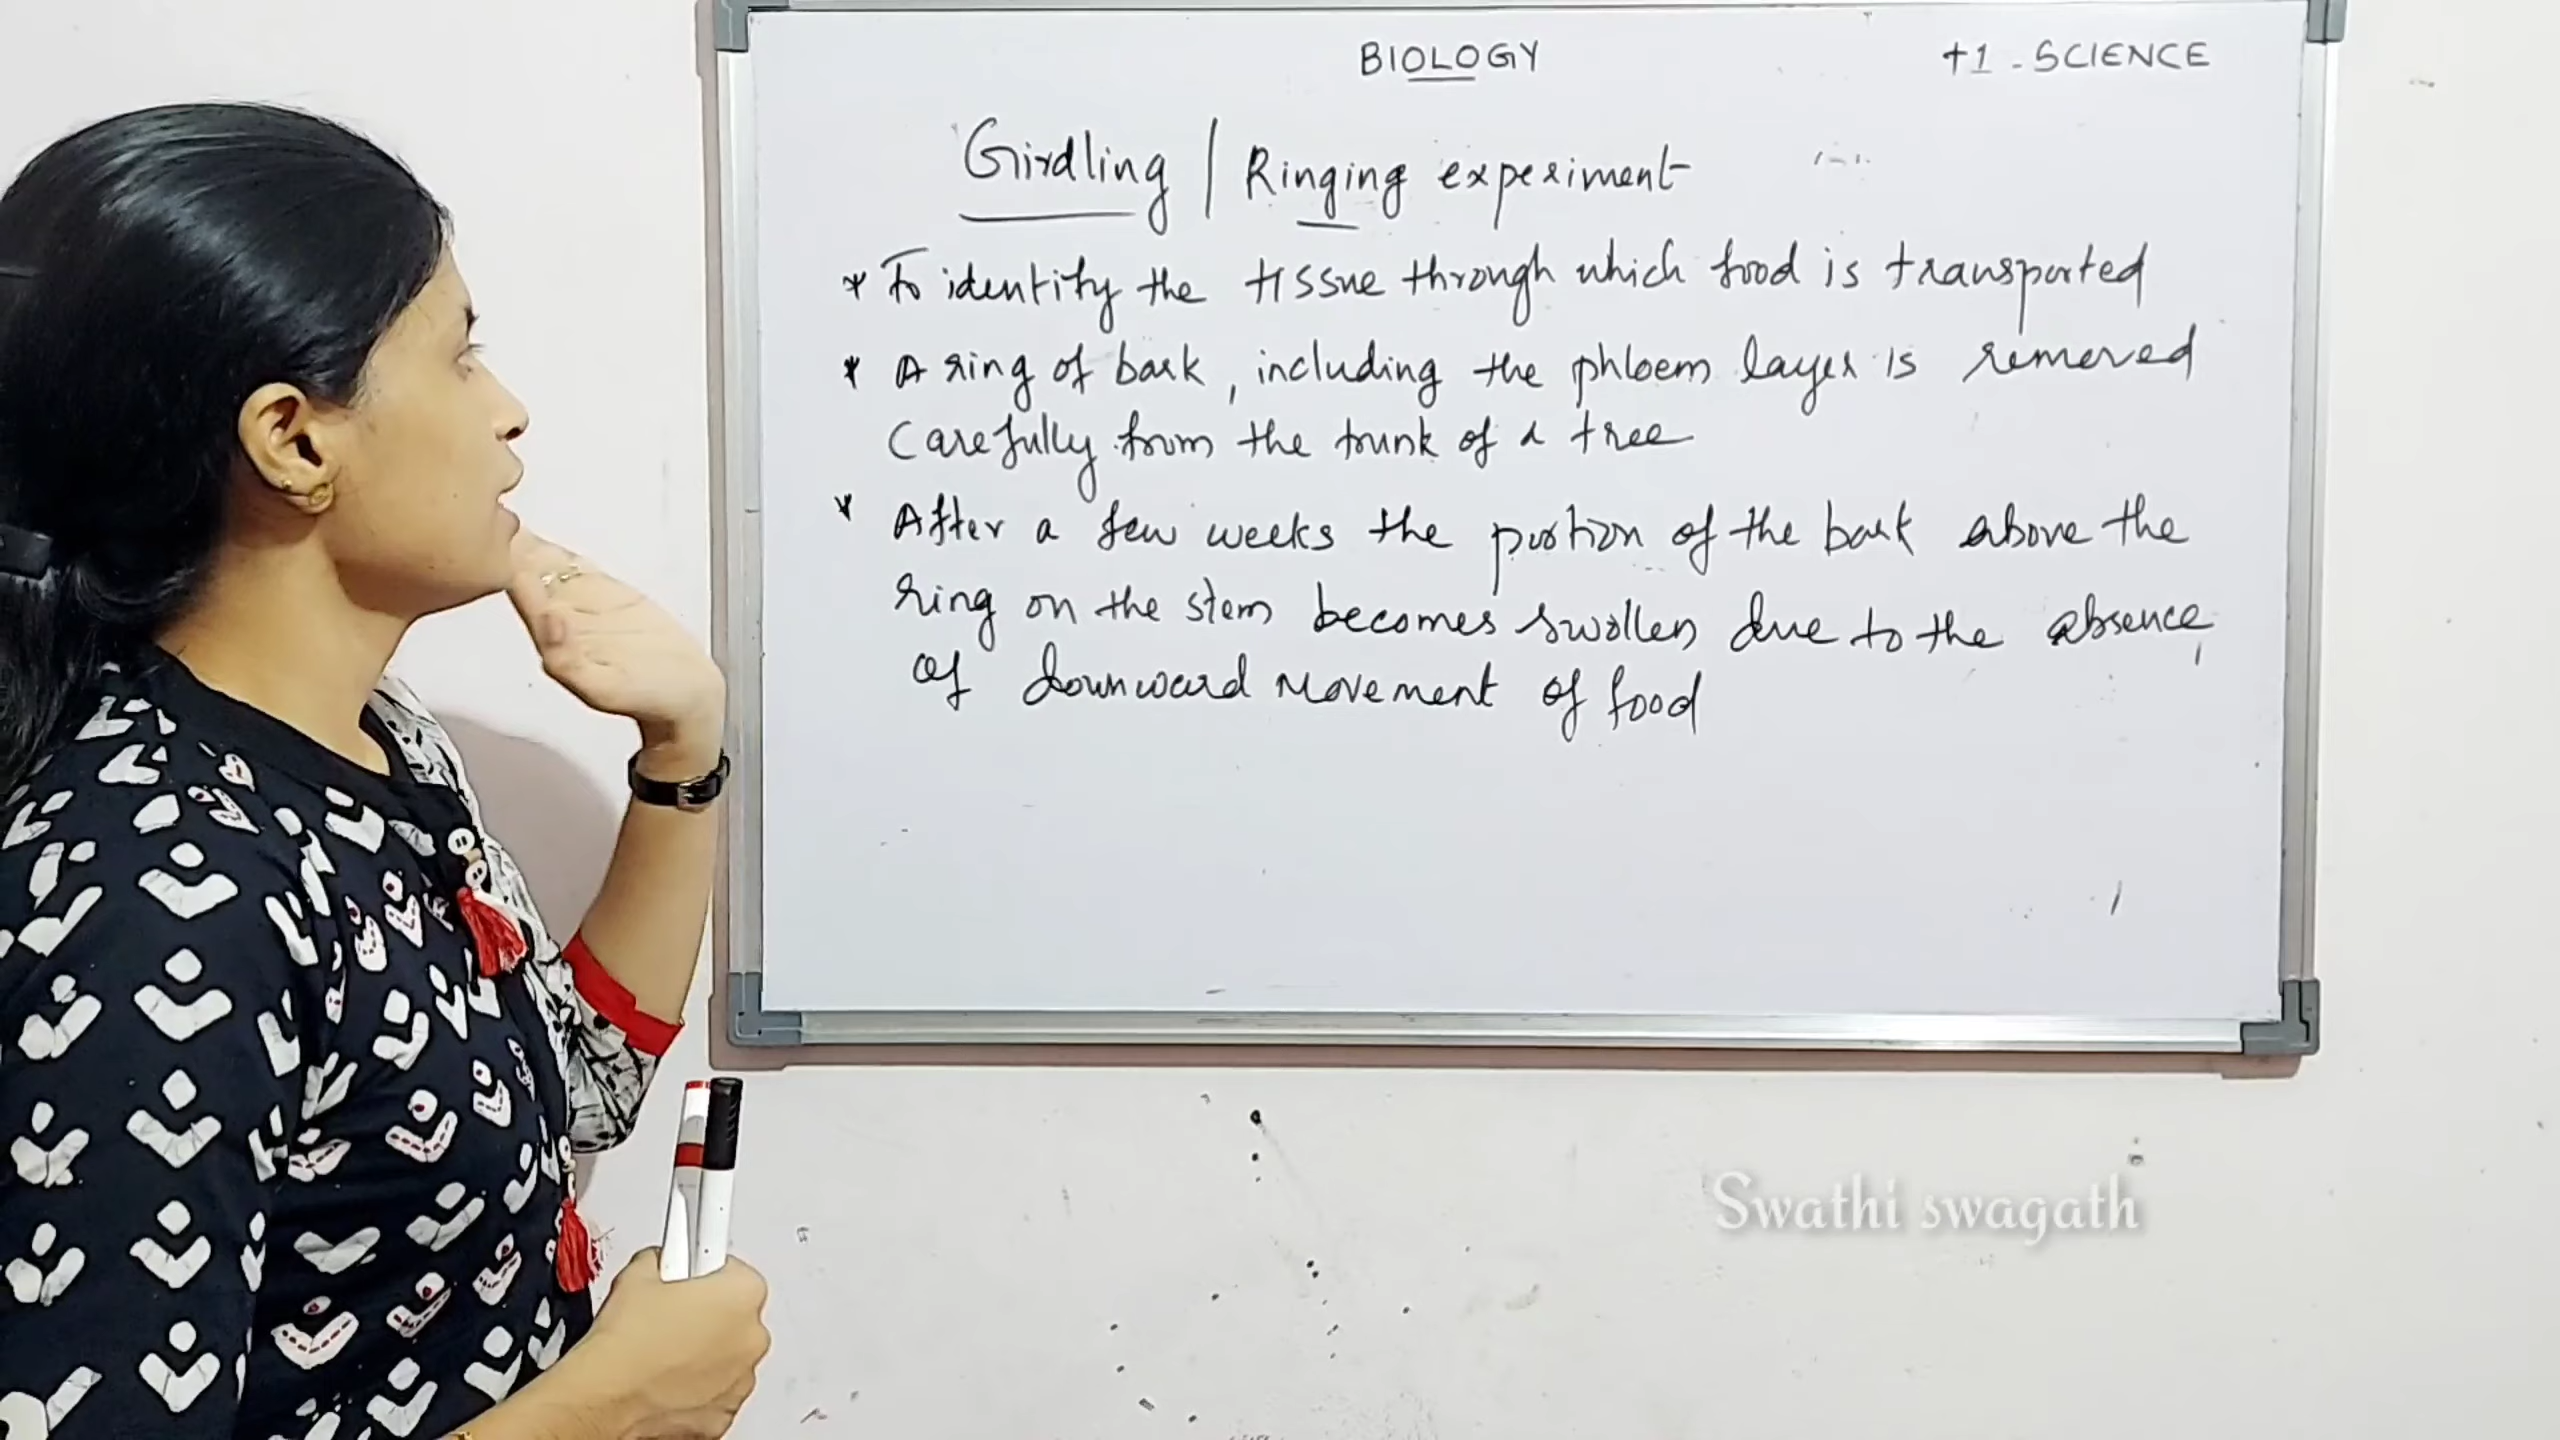 BIOLOGY
+1 - SCIENCE
Girdling | Ringing experiment
* To identify the tissue through which food is transported
* A ring of bark, including the phloem layer is removed
Carefully from the trunk of a tree
* After a few weeks the portion of the bark above the
ring on the stem becomes swollen due to the absence
of downward Movement of food
Swathi swagath